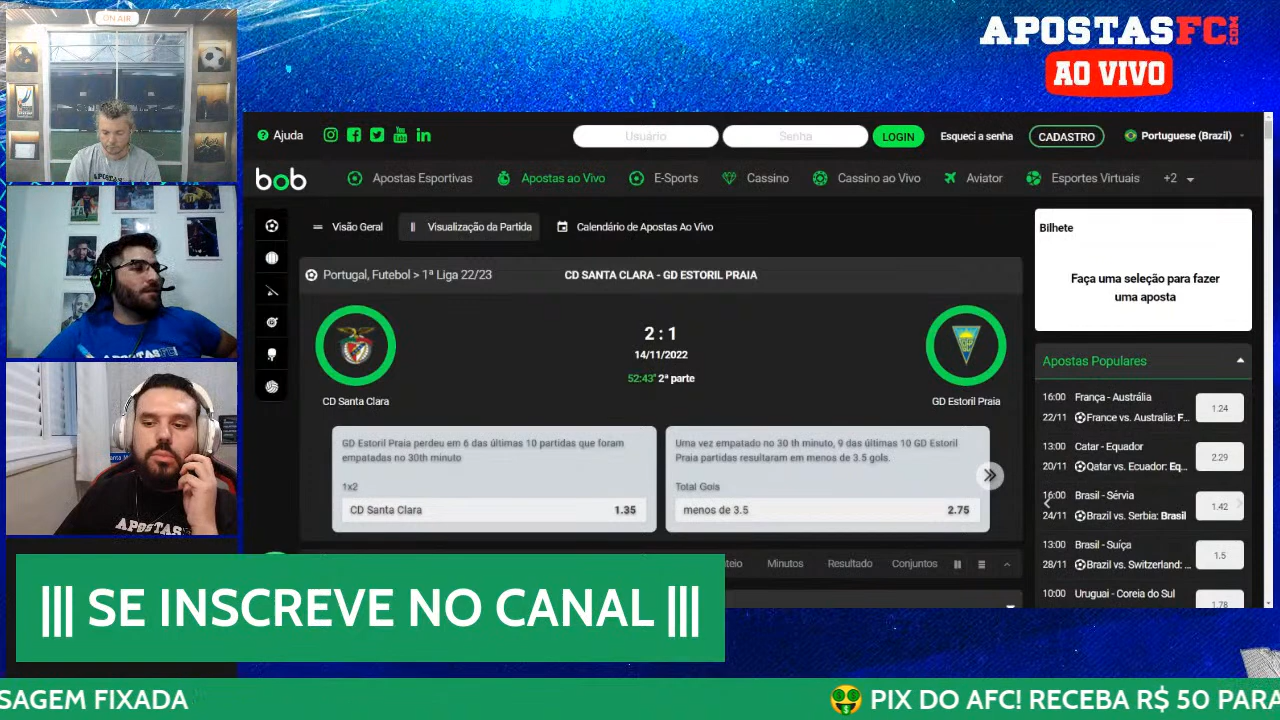 ON AIR
APOSTASFC.COM
AO VIVO
Ajuda
Usuário
Senha
LOGIN
Esqueci a senha
CADASTRO
Portuguese (Brazil)
bob
Apostas Esportivas
Apostas ao Vivo
E-Sports
Cassino
Cassino ao Vivo
Aviator
Esportes Virtuais
+2
Visão Geral
Visualização da Partida
Calendário de Apostas Ao Vivo
Portugal, Futebol > 1ª Liga 22/23
CD SANTA CLARA - GD ESTORIL PRAIA
2 : 1
14/11/2022
52:43" 2ª parte
CD Santa Clara
GD Estoril Praia
GD Estoril Praia perdeu em 6 das últimas 10 partidas que foram
empatadas no 30th minuto
1x2
CD Santa Clara 1.35
Uma vez empatado no 30 th minuto, 9 das últimas 10 GD Estoril
Praia partidas resultaram em menos de 3.5 gols.
Total Gols
menos de 3.5 2.75
Minutos
Resultado
Conjuntos
Bilhete
Faça uma seleção para fazer
uma aposta
Apostas Populares
16:00 França - Austrália
22/11 France vs. Australia: F... 1.24
13:00 Catar - Equador
20/11 Qatar vs. Ecuador: Eq... 2.29
16:00 Brasil - Sérvia
24/11 Brazil vs. Serbia: Brasil 1.42
13:00 Brasil - Suíça
28/11 Brazil vs. Switzerland: ... 1.5
10:00 Uruguai - Coreia do Sul
1.78
APOSTASFC
APOSTAS
||| SE INSCREVE NO CANAL |||
SAGEM FIXADA
PIX DO AFC! RECEBA R$ 50 PARA